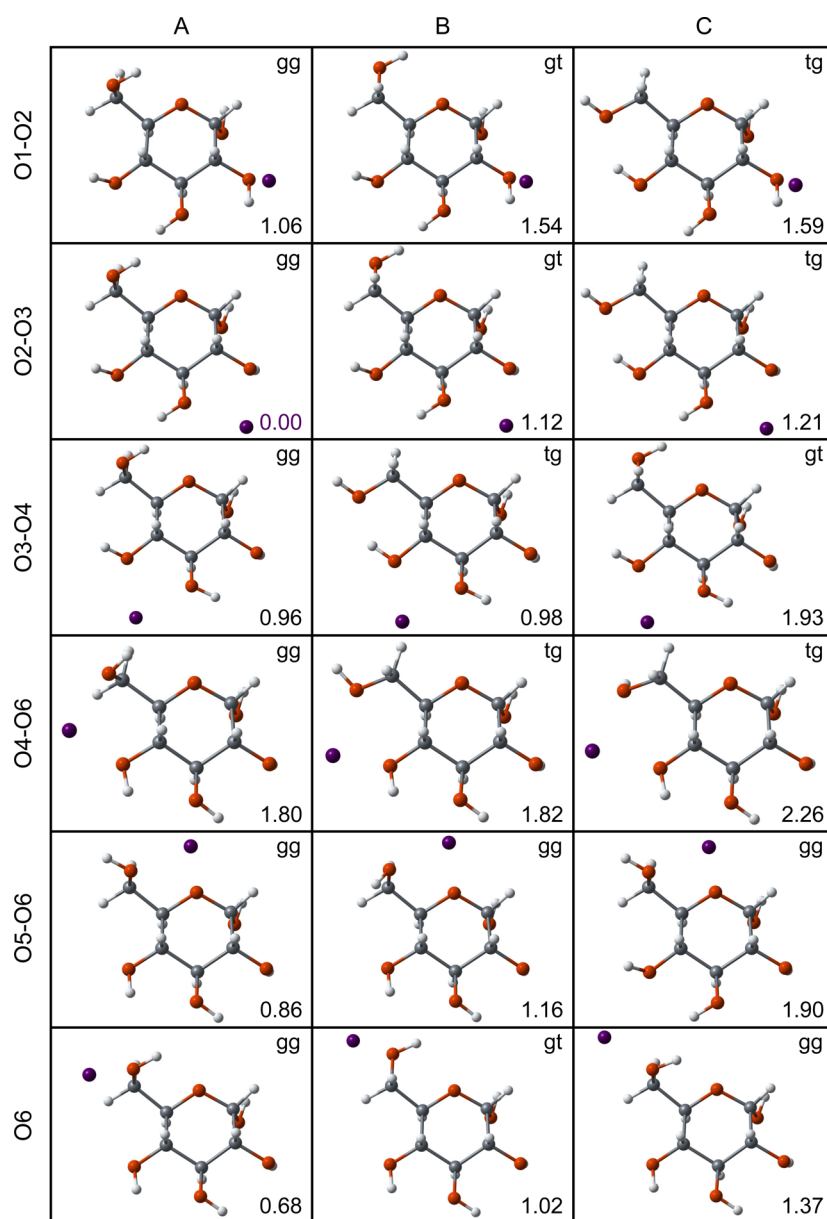 A B C
O1-O2 gg gt tg
1.06 1.54 1.59
O2-O3 gg gt tg
0.00 1.12 1.21
O3-O4 gg tg gt
0.96 0.98 1.93
O4-O6 gg tg tg
1.80 1.82 2.26
O5-O6 gg gg gg
0.86 1.16 1.90
O6 gg gt gg
0.68 1.02 1.37